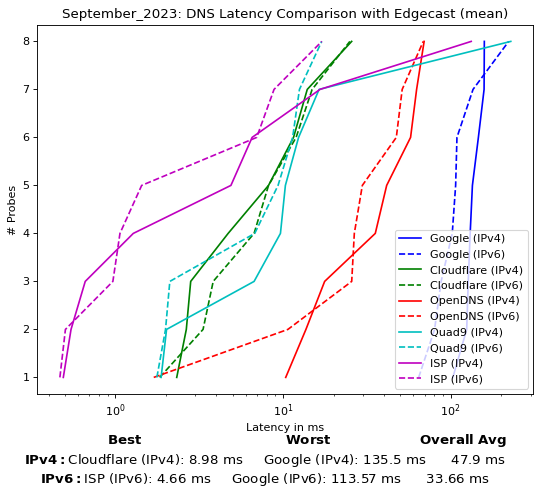 September_2023: DNS Latency Comparison with Edgecast (mean)
8
7
6
5
4
3
2
1
# Probes
Google (IPv4)
Google (IPv6)
Cloudflare (IPv4)
Cloudflare (IPv6)
OpenDNS (IPv4)
OpenDNS (IPv6)
Quad9 (IPv4)
Quad9 (IPv6)
ISP (IPv4)
ISP (IPv6)
10⁰ 10¹ 10²
Latency in ms
Best Worst Overall Avg
IPv4: Cloudflare (IPv4): 8.98 ms Google (IPv4): 135.5 ms 47.9 ms
IPv6: ISP (IPv6): 4.66 ms Google (IPv6): 113.57 ms 33.66 ms